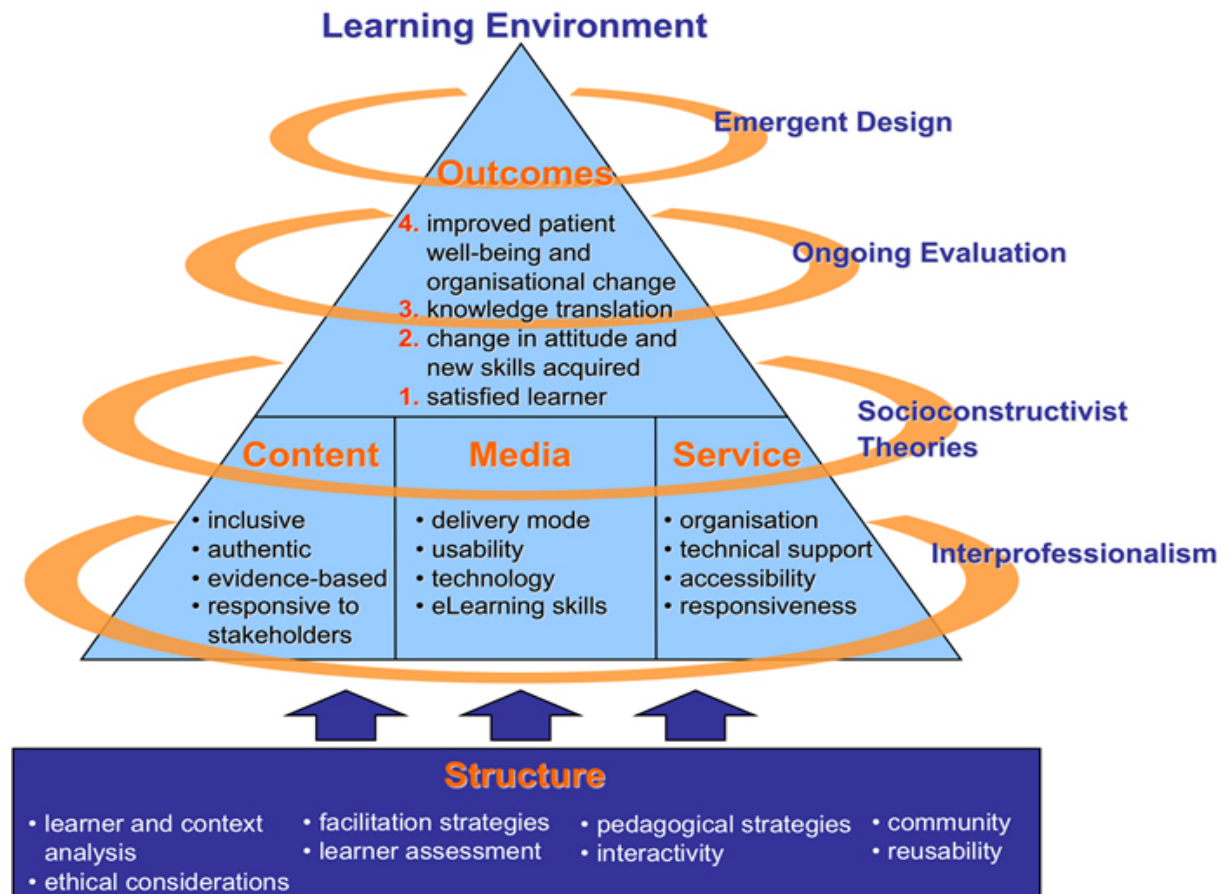 Learning Environment
Emergent Design
Outcomes
4. improved patient
well-being and
organisational change
3. knowledge translation
2. change in attitude and
new skills acquired
1. satisfied learner
Ongoing Evaluation
Socioconstructivist
Theories
Content
• inclusive
• authentic
• evidence-based
• responsive to
stakeholders
Media
• delivery mode
• usability
• technology
• eLearning skills
Service
• organisation
• technical support
• accessibility
• responsiveness
Interprofessionalism
Structure
• learner and context
analysis
• ethical considerations
• facilitation strategies
• learner assessment
• pedagogical strategies
• interactivity
• community
• reusability